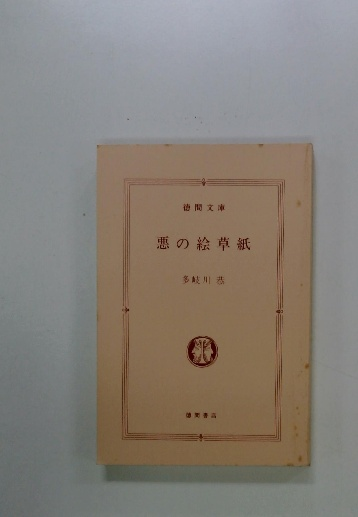 徳間文庫
悪の絵草紙
多岐川恭
徳間書店